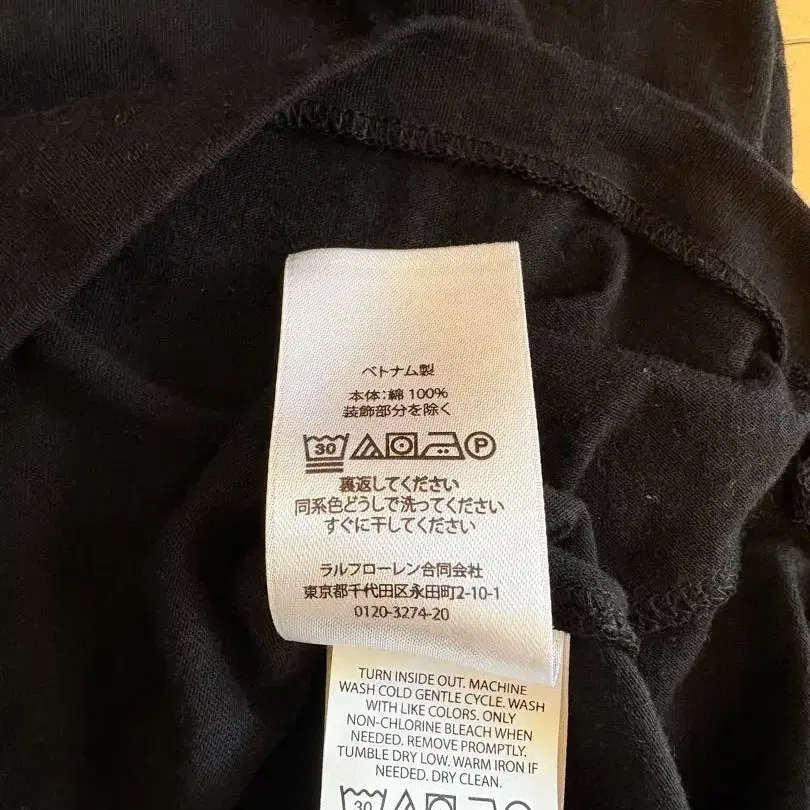 ベトナム製
本体:綿 100%
装飾部分を除く
30 P
裏返してください
同系色どうしで洗ってください
すぐに干してください
ラルフローレン合同会社
東京都千代田区永田町2-10-1
0120-3274-20
TURN INSIDE OUT. MACHINE
WASH COLD GENTLE CYCLE. WASH
WITH LIKE COLORS. ONLY
NON-CHLORINE BLEACH WHEN
NEEDED. REMOVE PROMPTLY.
TUMBLE DRY LOW. WARM IRON IF
NEEDED. DRY CLEAN.
30